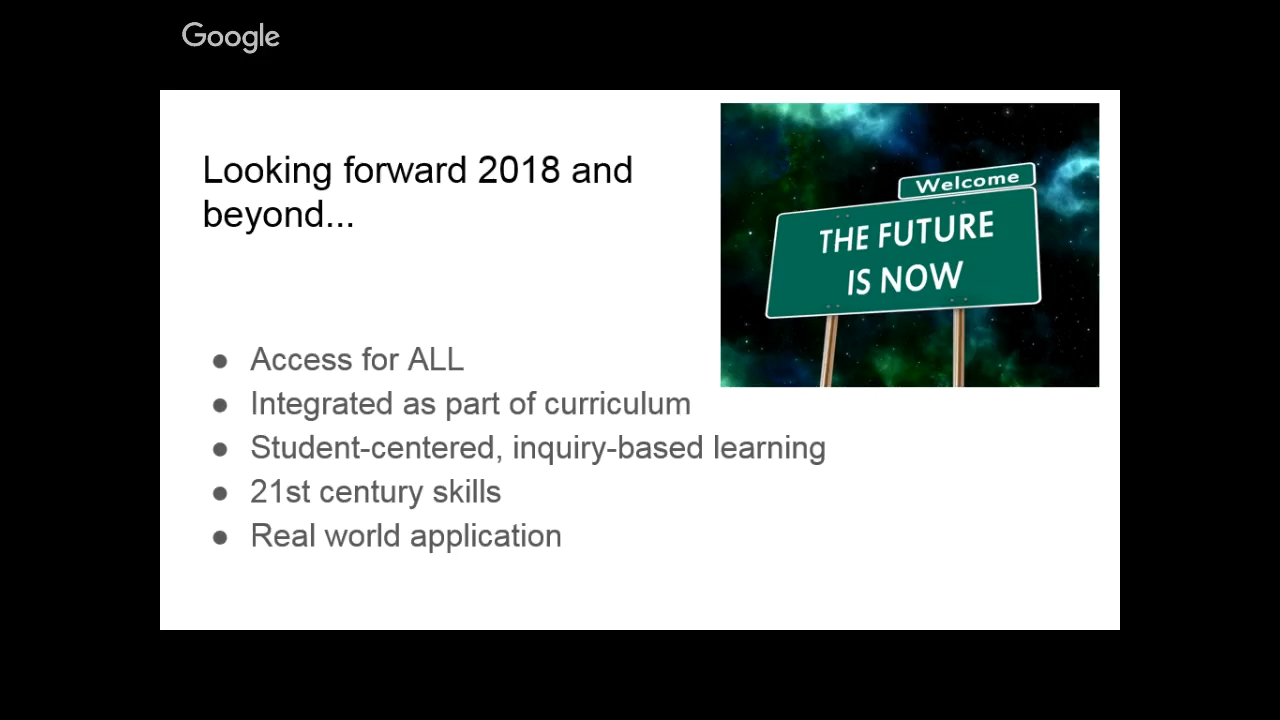 Google
Looking forward 2018 and
beyond...
Welcome
THE FUTURE
IS NOW
● Access for ALL
● Integrated as part of curriculum
● Student-centered, inquiry-based learning
● 21st century skills
● Real world application